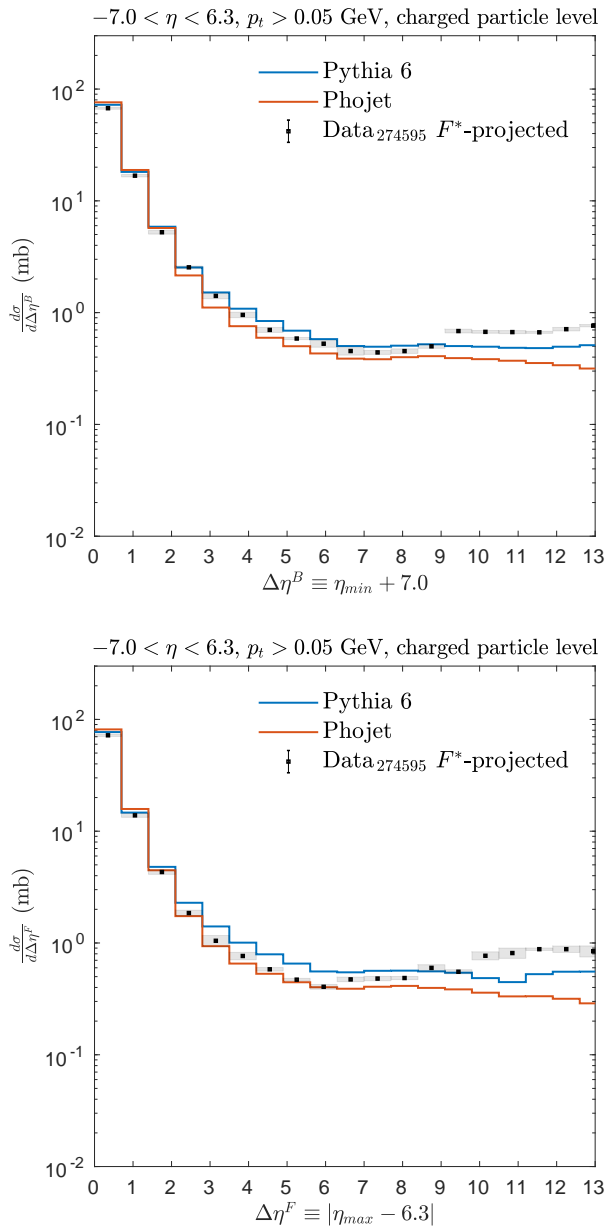 −7.0 < η < 6.3, p_t > 0.05 GeV, charged particle level
Pythia 6
Phojet
Data_274595 F*-projected
10^2
10^1
10^0
10^-1
10^-2
dσ/dΔη^B (mb)
0 1 2 3 4 5 6 7 8 9 10 11 12 13
Δη^B ≡ η_min + 7.0
−7.0 < η < 6.3, p_t > 0.05 GeV, charged particle level
Pythia 6
Phojet
Data_274595 F*-projected
10^2
10^1
10^0
10^-1
10^-2
dσ/dΔη^F (mb)
0 1 2 3 4 5 6 7 8 9 10 11 12 13
Δη^F ≡ |η_max − 6.3|